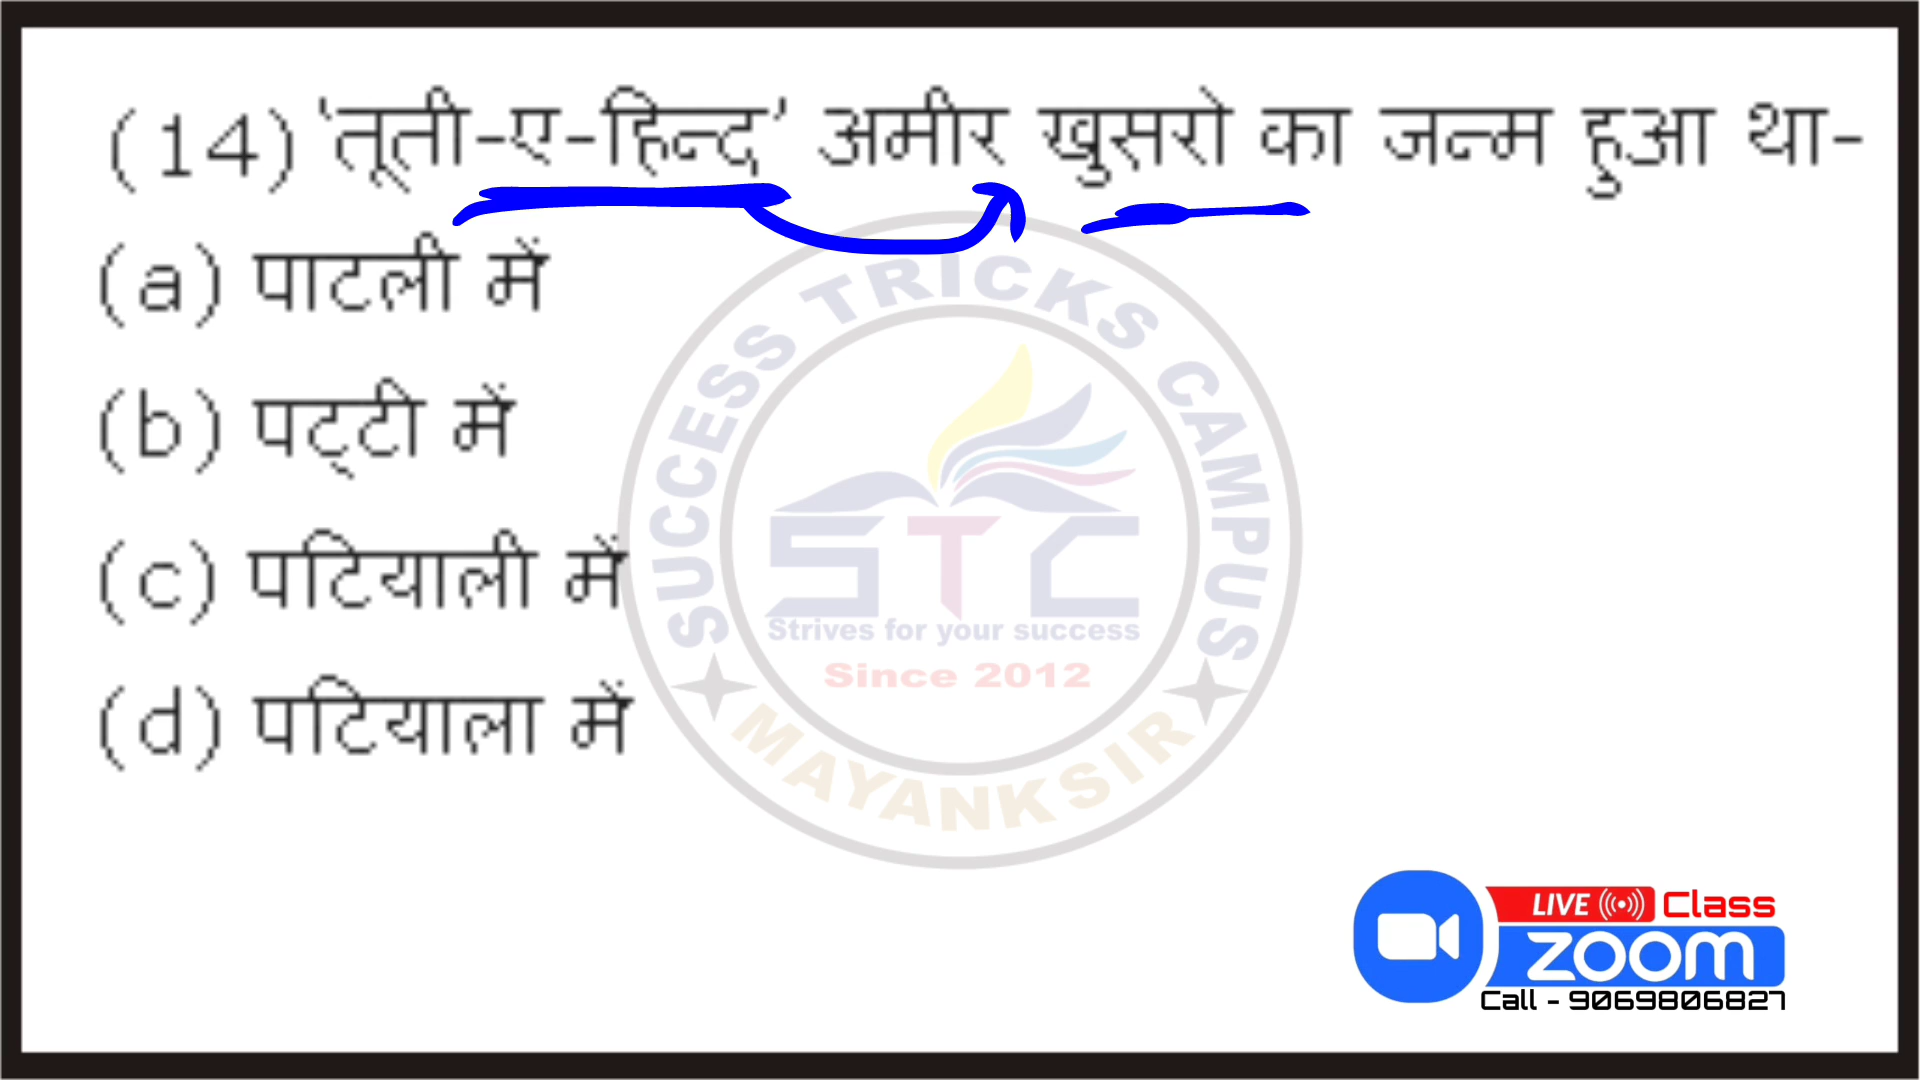 (14) ‘तूती-ए-हिन्द’ अमीर खुसरो का जन्म हुआ था-
(a) पाटली में
(b) पट्टी में
(c) पटियाली में
(d) पटियाला में
SUCCESS TRICKS CAMPUS
STC
Strives for your success
Since 2012
MAYANKSIR
LIVE Class
zoom
Call - 9069806827